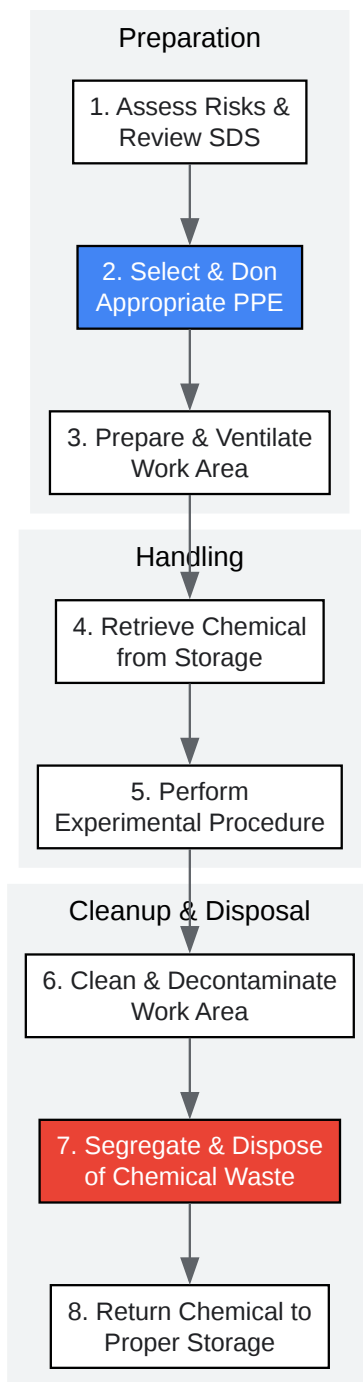 Preparation
1. Assess Risks &
Review SDS
2. Select & Don
Appropriate PPE
3. Prepare & Ventilate
Work Area
Handling
4. Retrieve Chemical
from Storage
5. Perform
Experimental Procedure
Cleanup & Disposal
6. Clean & Decontaminate
Work Area
7. Segregate & Dispose
of Chemical Waste
8. Return Chemical to
Proper Storage